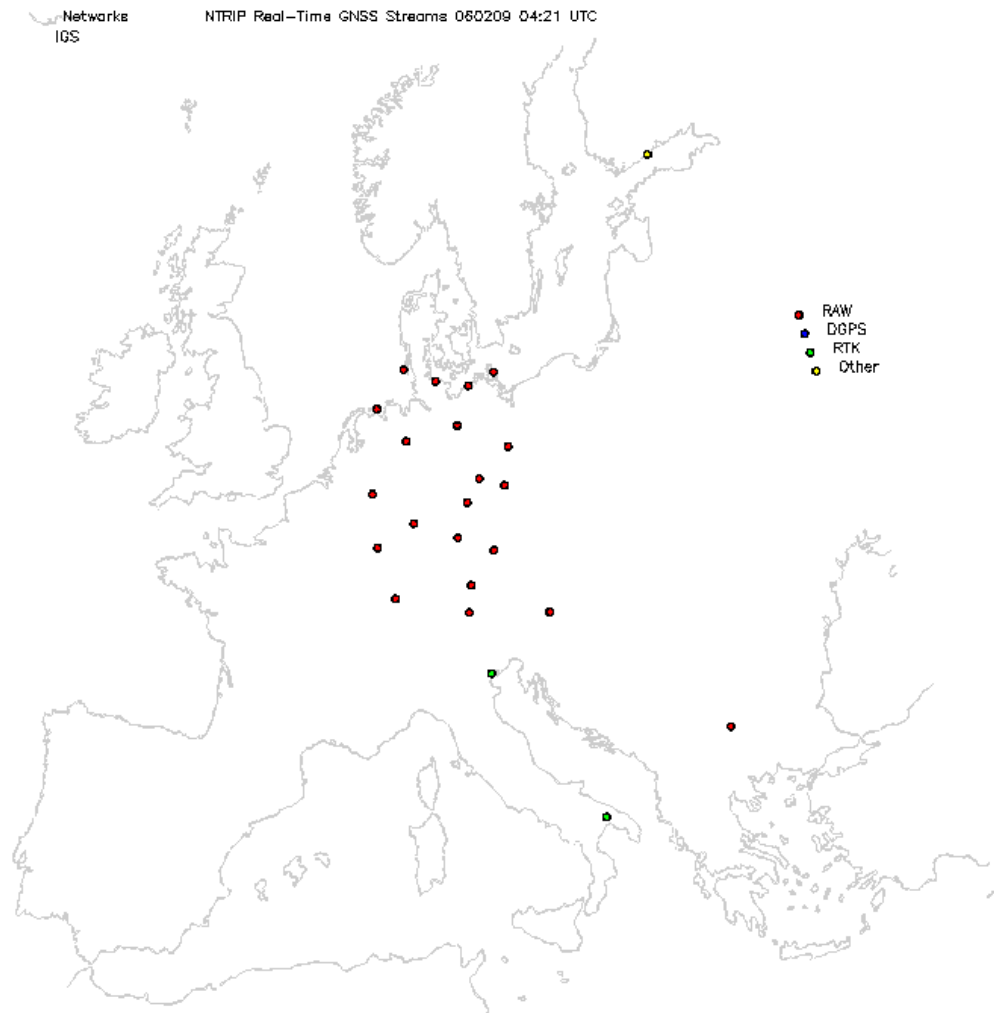 Networks NTRIP Real-Time GNSS Streams 060209 04:21 UTC
IGS
RAW
DGPS
RTK
Other